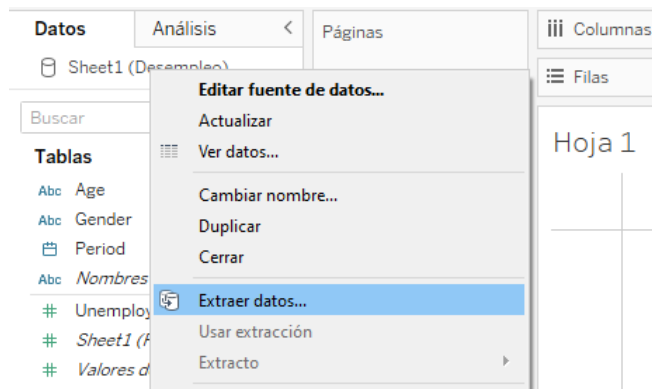 Datos
Análisis
Páginas
Columnas
Sheet1 (Desempleo)
Filas
Buscar
Hoja 1
Tablas
Abc Age
Abc Gender
Period
Abc Nombres
# Unemploy
# Sheet1 (F
# Valores d
Editar fuente de datos...
Actualizar
Ver datos...
Cambiar nombre...
Duplicar
Cerrar
Extraer datos...
Usar extracción
Extracto